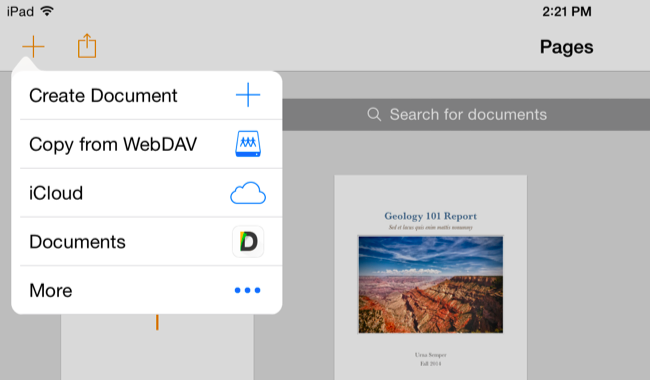 iPad
2:21 PM
Pages
Create Document
Copy from WebDAV
iCloud
Documents
D
More
Search for documents
Geology 101 Report
Sed et lacus quis enim mattis nonummy
Urna Semper
Fall 2014